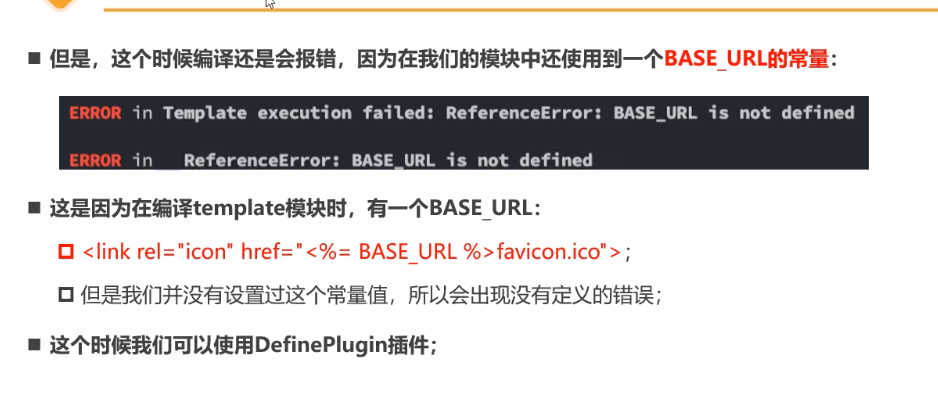 但是，这个时候编译还是会报错，因为在我们的模块中还使用到一个BASE_URL的常量：
ERROR in Template execution failed: ReferenceError: BASE_URL is not defined
ERROR in   ReferenceError: BASE_URL is not defined
这是因为在编译template模块时，有一个BASE_URL：
<link rel="icon" href="<%= BASE_URL %>favicon.ico">；
但是我们并没有设置过这个常量值，所以会出现没有定义的错误；
这个时候我们可以使用DefinePlugin插件；